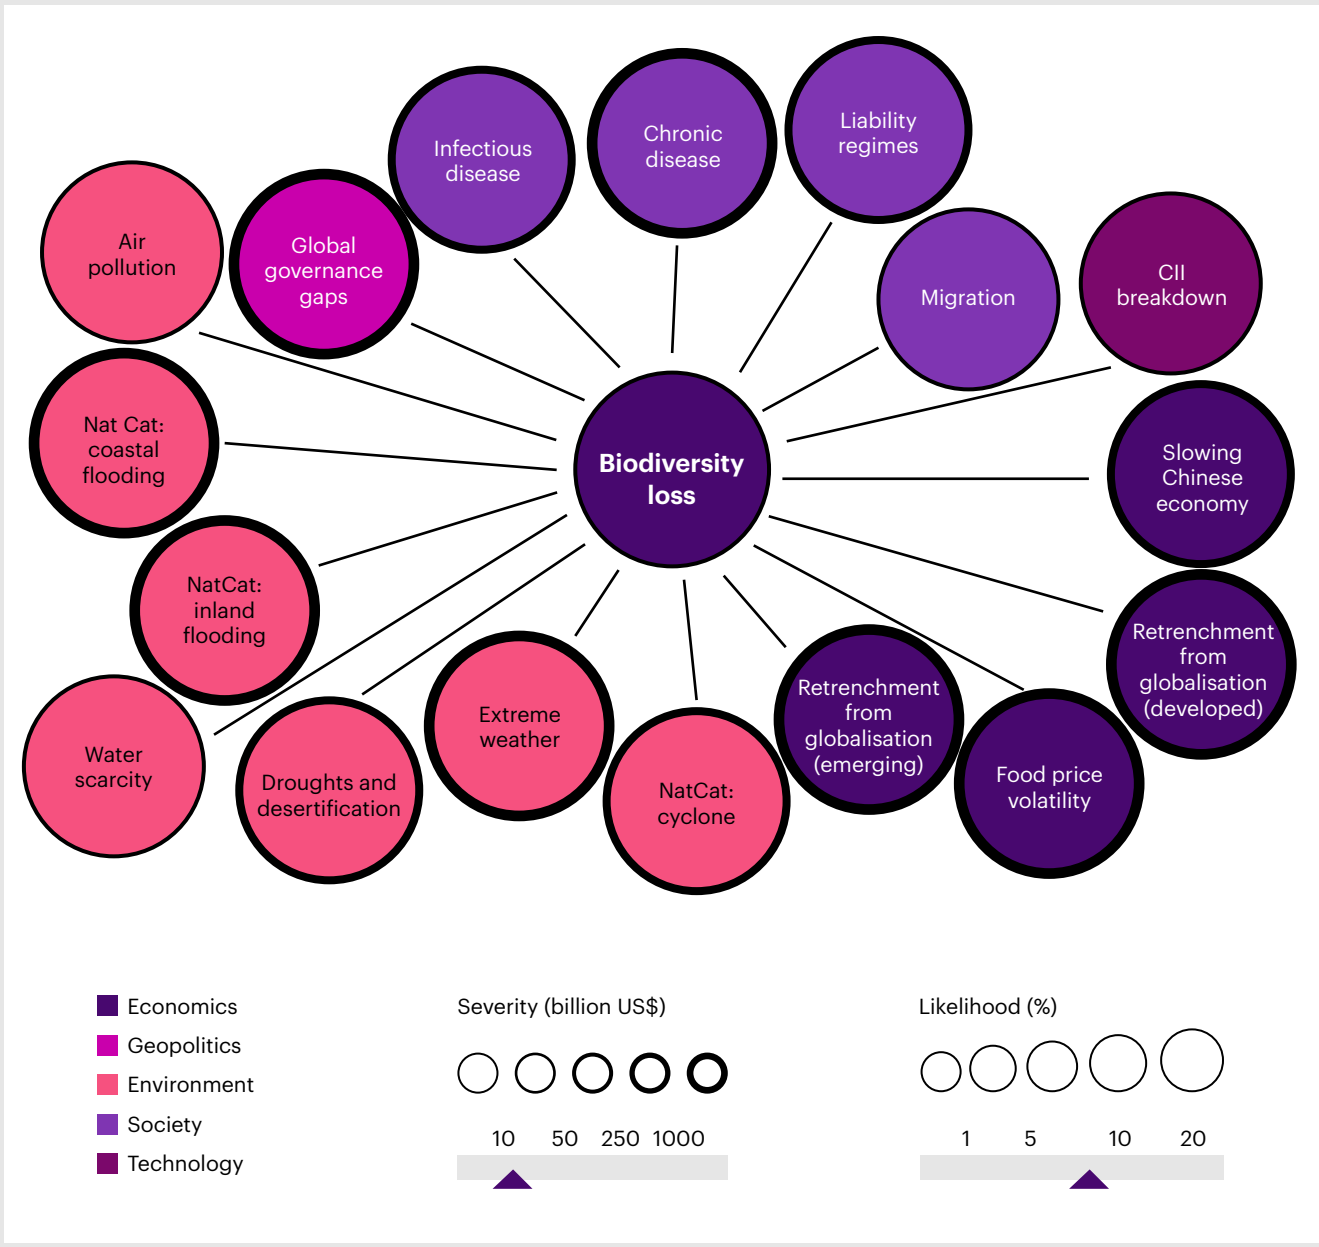 Infectious
disease
Chronic
disease
Liability
regimes
Air
pollution
Global
governance
gaps
Migration
CII
breakdown
Nat Cat:
coastal
flooding
Biodiversity
loss
Slowing
Chinese
economy
NatCat:
inland
flooding
Retrenchment
from
globalisation
(developed)
Water
scarcity
Droughts and
desertification
Extreme
weather
NatCat:
cyclone
Retrenchment
from
globalisation
(emerging)
Food price
volatility
Economics
Geopolitics
Environment
Society
Technology
Severity (billion US$)
10 50 250 1000
Likelihood (%)
1 5 10 20